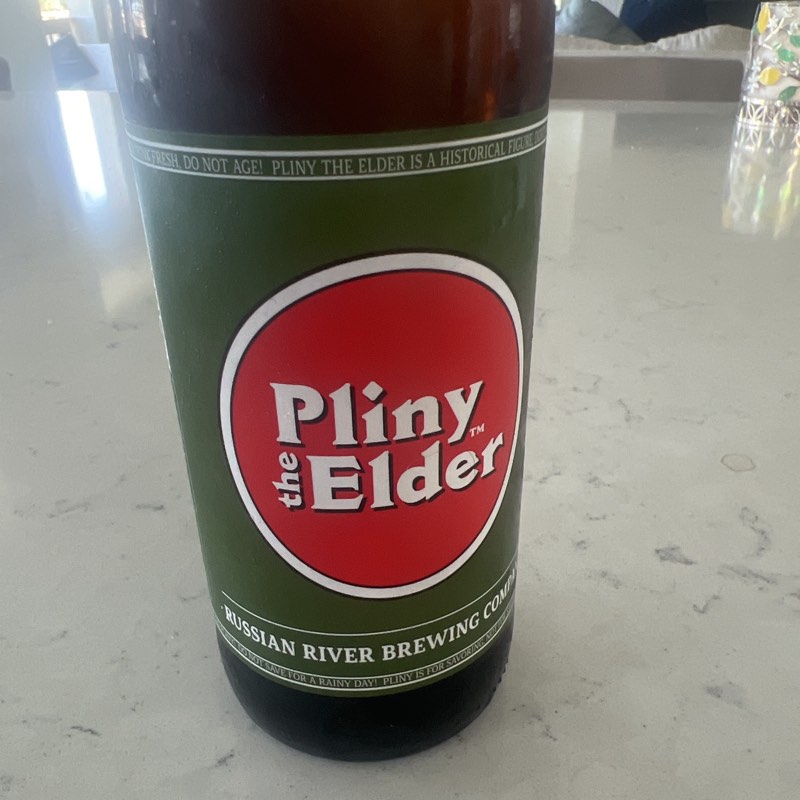 FRESH, DO NOT AGE! PLINY THE ELDER IS A HISTORICAL FIGURE,
Pliny™
the
Elder
RUSSIAN RIVER BREWING COMPA
DO NOT SAVE FOR A RAINY DAY! PLINY IS FOR SAVORING,